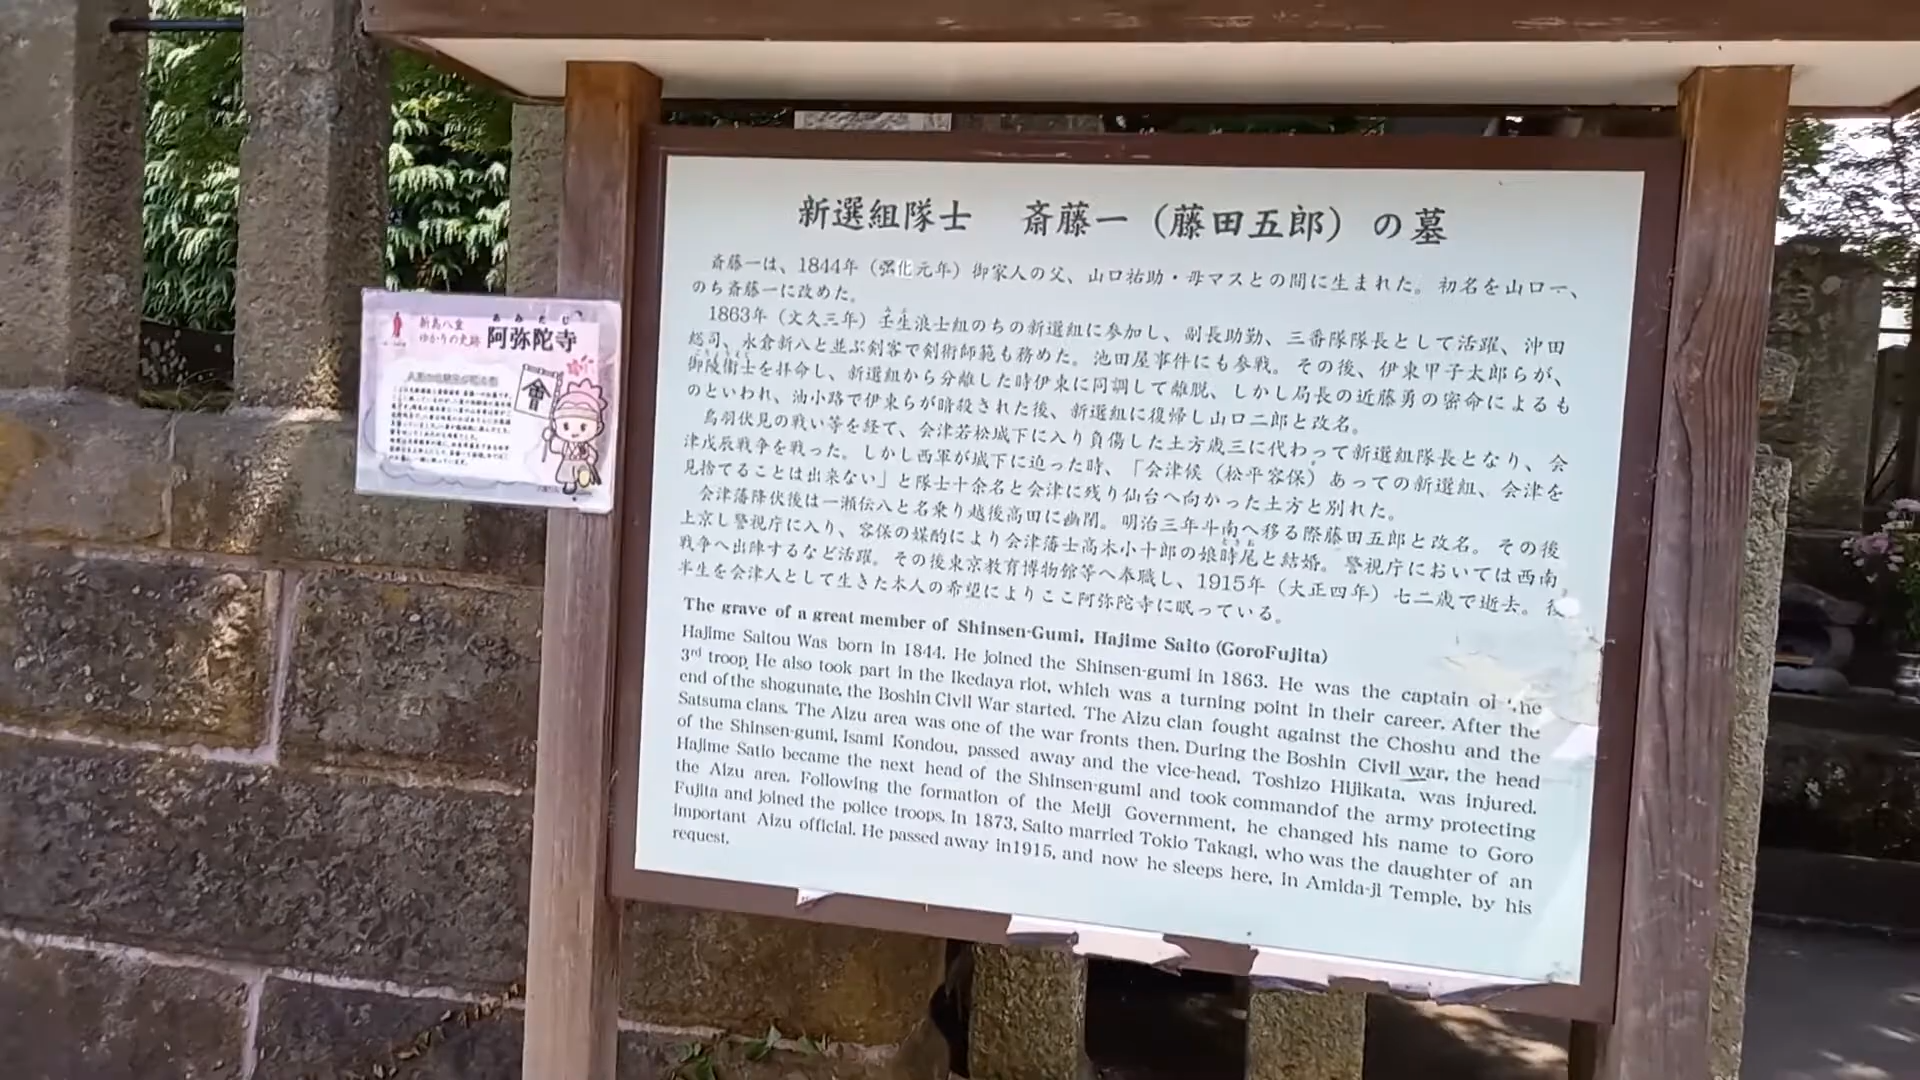 新選組隊士 斎藤一（藤田五郎）の墓
斎藤一は、1844年（弘化元年）御家人の父、山口祐助・母マスとの間に生まれた。初名を山口一、
のち斎藤一に改めた。
1863年（文久三年）壬生浪士組のちの新選組に参加し、副長助勤、三番隊隊長として活躍、沖田
総司、永倉新八と並ぶ剣客で剣術師範も務めた。池田屋事件にも参戦。その後、伊東甲子太郎らが、
御陵衛士を拝命し、新選組から分離した時伊東に同調して離脱、しかし局長の近藤勇の密命によるも
のといわれ、油小路で伊東らが暗殺された後、新選組に復帰し山口二郎と改名。
鳥羽伏見の戦い等を経て、会津若松城下に入り負傷した土方歳三に代わって新選組隊長となり、会
津戊辰戦争を戦った。しかし西軍が城下に迫った時、「会津候（松平容保）あっての新選組、会津を
見捨てることは出来ない」と隊士十余名と会津に残り仙台へ向かった土方と別れた。
会津藩降伏後は一瀬伝八と名乗り越後高田に幽閉。明治三年斗南へ移る際藤田五郎と改名。その後
上京し警視庁に入り、容保の媒酌により会津藩士高木小十郎の娘時尾と結婚。警視庁においては西南
戦争へ出陣するなど活躍。その後東京教育博物館等へ奉職し、1915年（大正四年）七二歳で逝去。後
半生を会津人として生きた本人の希望によりここ阿弥陀寺に眠っている。
The grave of a great member of Shinsen-Gumi, Hajime Saito (GoroFujita)
Hajime Saitou Was born in 1844. He joined the Shinsen-gumi in 1863. He was the captain of the
3rd troop. He also took part in the Ikedaya riot, which was a turning point in their career. After the
end of the shogunate, the Boshin Civil War started. The Aizu clan fought against the Choshu and the
Satsuma clans. The Aizu area was one of the war fronts then. During the Boshin Civil war, the head
of the Shinsen-gumi, Isami Kondou, passed away and the vice-head, Toshizo Hijikata, was injured.
Hajime Satio became the next head of the Shinsen-gumi and took commandof the army protecting
the Aizu area. Following the formation of the Meiji Government, he changed his name to Goro
Fujita and joined the police troops. In 1873, Saito married Tokio Takagi, who was the daughter of an
important Aizu official. He passed away in1915, and now he sleeps here, in Amida-ji Temple, by his
request.
新島八重
ゆかりの史跡
あみだじ
阿弥陀寺